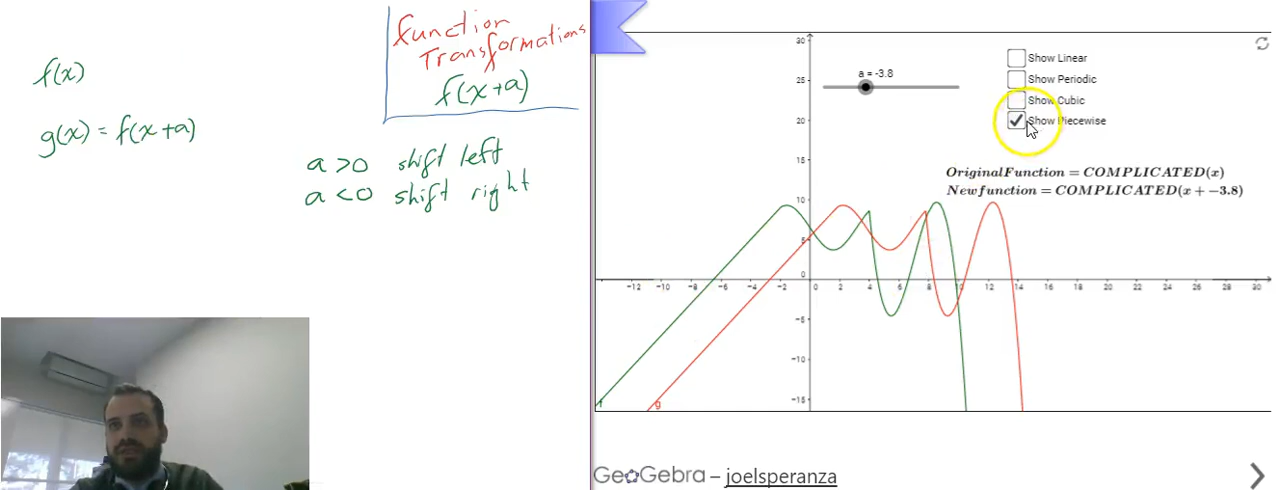 function
Transformations
f(x+a)
f(x)
g(x) = f(x+a)
a > 0 shift left
a < 0 shift right
a = -3.8
Show Linear
Show Periodic
Show Cubic
Show Piecewise
OriginalFunction = COMPLICATED(x)
Newfunction = COMPLICATED(x + −3.8)
30
25
20
15
10
5
0
−5
−10
−15
−12 −10 −8 −6 −4 −2 0 2 4 6 8 10 12 14 16 18 20 22 24 26 28 30
f
g
GeoGebra – joelsperanza